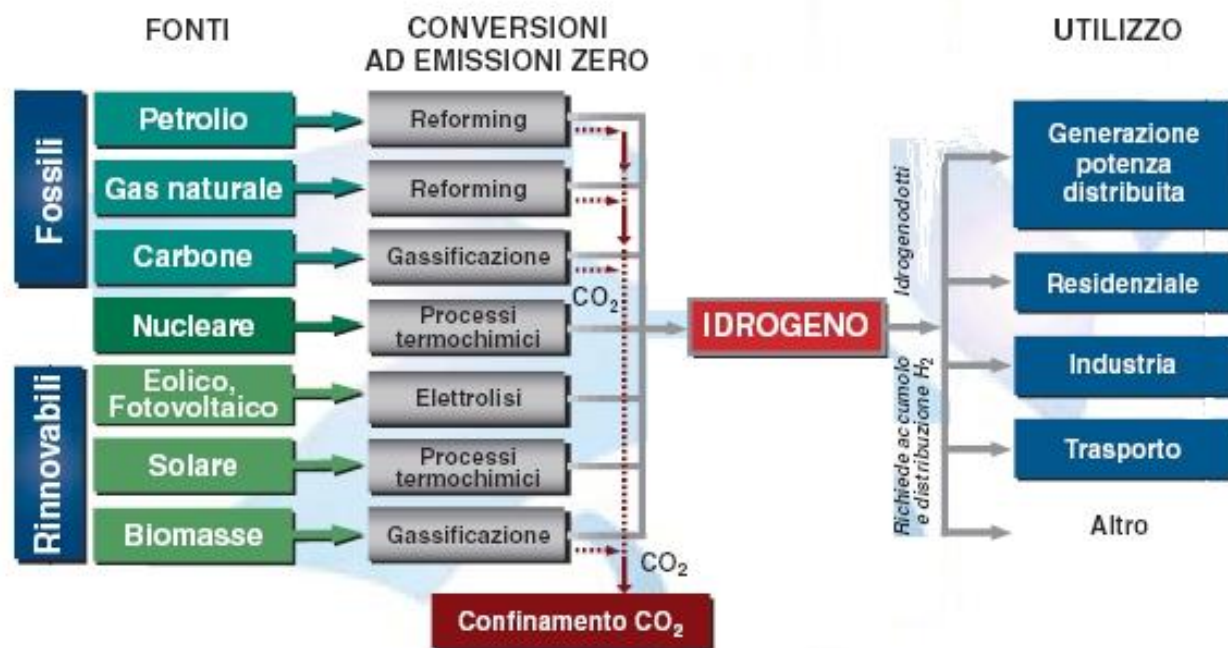 FONTI
CONVERSIONI
AD EMISSIONI ZERO
UTILIZZO
Fossili
Petrolio
Reforming
Gas naturale
Reforming
Carbone
Gassificazione
CO₂
Nucleare
Processi
termochimici
Rinnovabili
Eolico,
Fotovoltaico
Elettrolisi
Solare
Processi
termochimici
Biomasse
Gassificazione
CO₂
Confinamento CO₂
IDROGENO
Idrogenodotti
Richiede accumulo
e distribuzione H₂
Generazione
potenza
distribuita
Residenziale
Industria
Trasporto
Altro